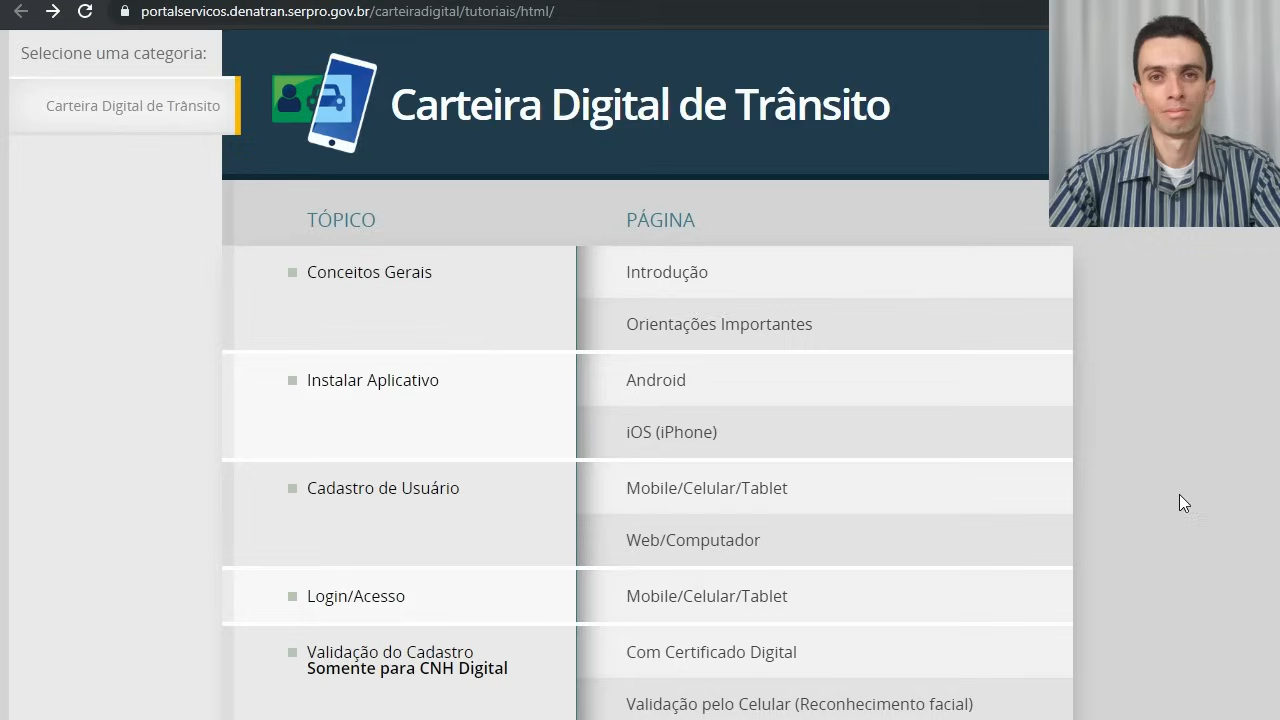 portalservicos.denatran.serpro.gov.br/carteiradigital/tutoriais/html/
Selecione uma categoria:
Carteira Digital de Trânsito
Carteira Digital de Trânsito
TÓPICO
PÁGINA
Conceitos Gerais
Introdução
Orientações Importantes
Instalar Aplicativo
Android
iOS (iPhone)
Cadastro de Usuário
Mobile/Celular/Tablet
Web/Computador
Login/Acesso
Mobile/Celular/Tablet
Validação do Cadastro
Somente para CNH Digital
Com Certificado Digital
Validação pelo Celular (Reconhecimento facial)